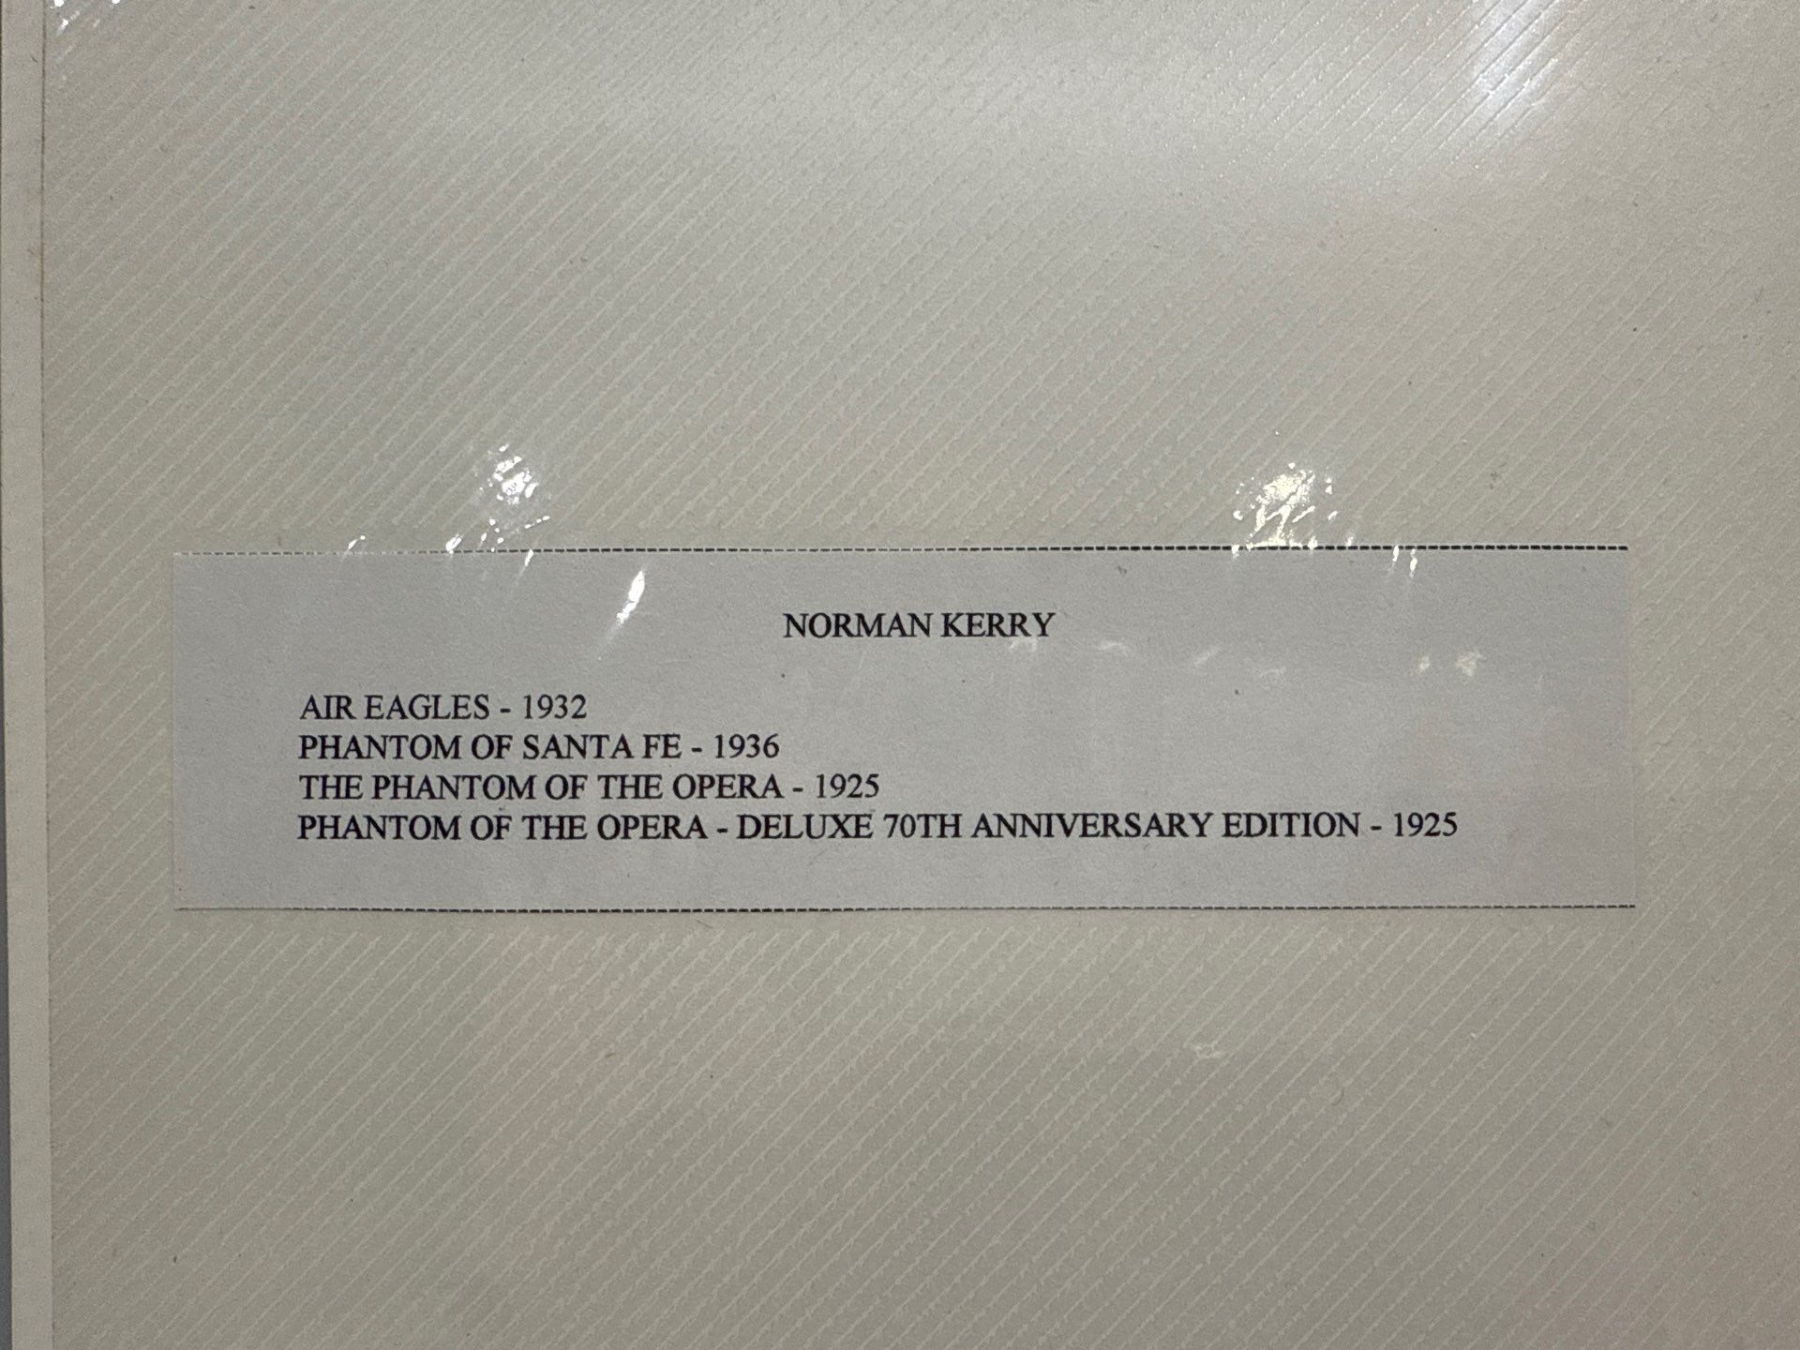 NORMAN KERRY
AIR EAGLES - 1932
PHANTOM OF SANTA FE - 1936
THE PHANTOM OF THE OPERA - 1925
PHANTOM OF THE OPERA - DELUXE 70TH ANNIVERSARY EDITION - 1925